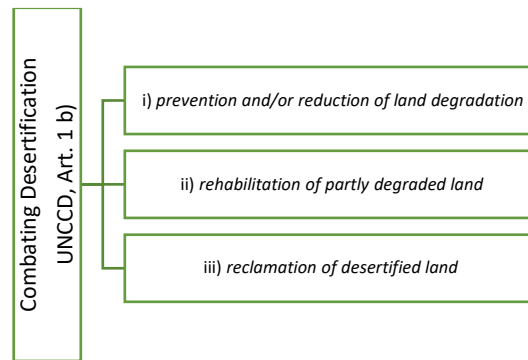 Combating Desertification
UNCCD, Art. 1 b)
i) prevention and/or reduction of land degradation
ii) rehabilitation of partly degraded land
iii) reclamation of desertified land